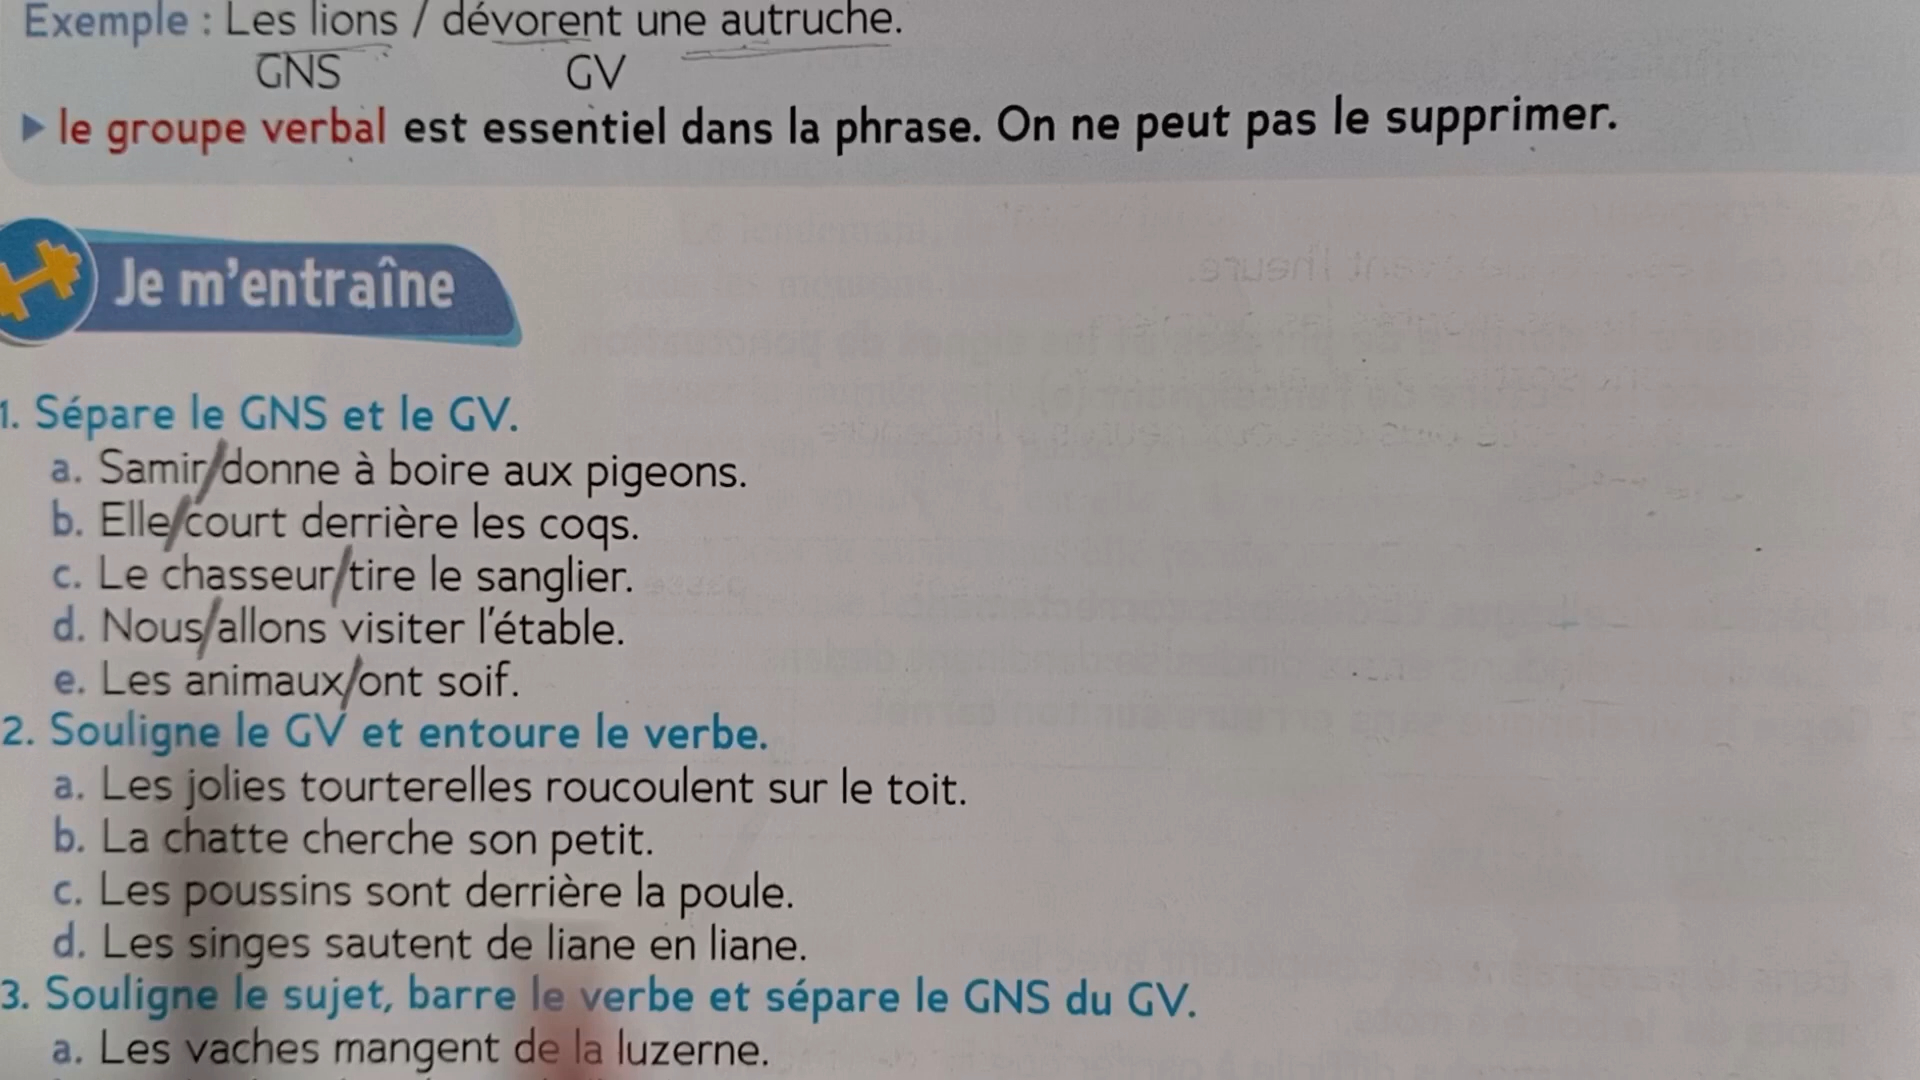 Exemple : Les lions / dévorent une autruche.
GNS GV
le groupe verbal est essentiel dans la phrase. On ne peut pas le supprimer.
Je m'entraîne
1. Sépare le GNS et le GV.
a. Samir/donne à boire aux pigeons.
b. Elle/court derrière les coqs.
c. Le chasseur/tire le sanglier.
d. Nous/allons visiter l'étable.
e. Les animaux/ont soif.
2. Souligne le GV et entoure le verbe.
a. Les jolies tourterelles roucoulent sur le toit.
b. La chatte cherche son petit.
c. Les poussins sont derrière la poule.
d. Les singes sautent de liane en liane.
3. Souligne le sujet, barre le verbe et sépare le GNS du GV.
a. Les vaches mangent de la luzerne.